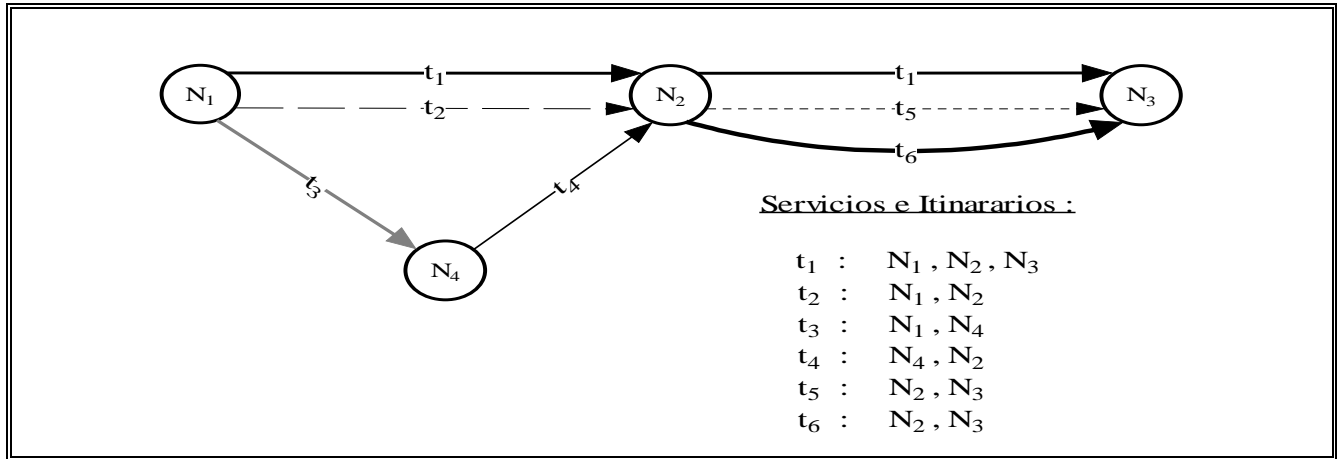 t₁ t₁
N₁ N₂ N₃
t₂ t₅
t₆
t₃ t₄
Servicios e Itinararios :
N₄
t₁ : N₁ , N₂ , N₃
t₂ : N₁ , N₂
t₃ : N₁ , N₄
t₄ : N₄ , N₂
t₅ : N₂ , N₃
t₆ : N₂ , N₃